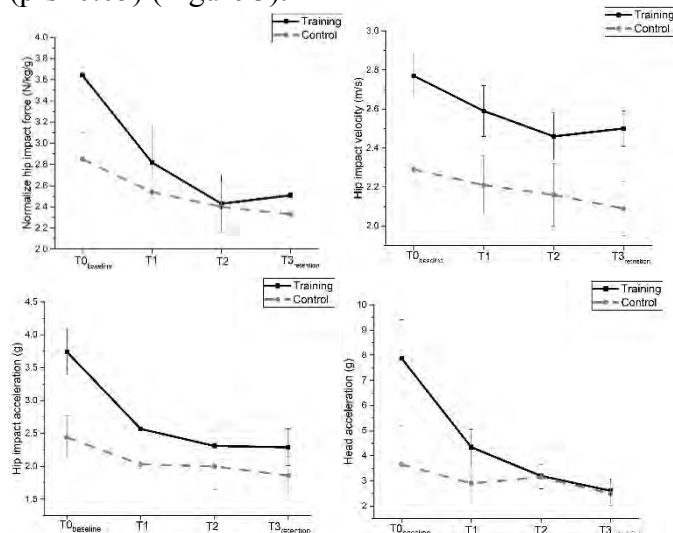 Training
Control
Normalize hip impact force (N/kg/g)
4.0
3.8
3.6
3.4
3.2
3.0
2.8
2.6
2.4
2.2
2.0
T0baseline
T1
T2
T3retention
Training
Control
Hip impact velocity (m/s)
3.0
2.8
2.6
2.4
2.2
2.0
T0baseline
T1
T2
T3retention
Training
Control
Hip impact acceleration (g)
4.5
4.0
3.5
3.0
2.5
2.0
1.5
T0baseline
T1
T2
T3retention
Training
Control
Head acceleration (g)
10
9
8
7
6
5
4
3
2
T1
T2